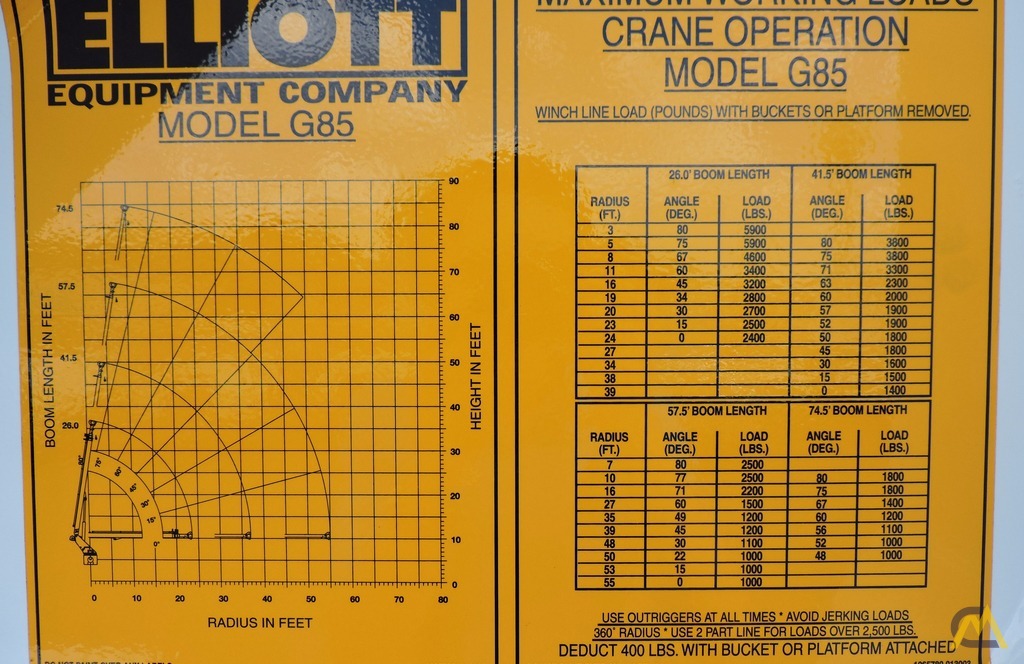 ELLIOTT
EQUIPMENT COMPANY
MODEL G85
90
80
70
60
50
40
30
20
10
0
HEIGHT IN FEET
74.5
57.5
41.5
26.0
BOOM LENGTH IN FEET
80°
75°
60°
45°
30°
15°
0°
0 10 20 30 40 50 60 70 80
RADIUS IN FEET
MAXIMUM WORKING LOADS
CRANE OPERATION
MODEL G85
WINCH LINE LOAD (POUNDS) WITH BUCKETS OR PLATFORM REMOVED.
26.0' BOOM LENGTH 41.5' BOOM LENGTH
RADIUS (FT.) ANGLE (DEG.) LOAD (LBS.) ANGLE (DEG.) LOAD (LBS.)
3 80 5900
5 75 5900 80 3800
8 67 4600 75 3800
11 60 3400 71 3300
16 45 3200 63 2300
19 34 2800 60 2000
20 30 2700 57 1900
23 15 2500 52 1900
24 0 2400 50 1800
27 45 1800
34 30 1600
38 15 1500
39 0 1400
57.5' BOOM LENGTH 74.5' BOOM LENGTH
RADIUS (FT.) ANGLE (DEG.) LOAD (LBS.) ANGLE (DEG.) LOAD (LBS.)
7 80 2500
10 77 2500 80 1800
16 71 2200 75 1800
27 60 1500 67 1400
35 49 1200 60 1200
39 45 1200 56 1100
48 30 1100 52 1000
50 22 1000 48 1000
53 15 1000
55 0 1000
USE OUTRIGGERS AT ALL TIMES * AVOID JERKING LOADS
360° RADIUS * USE 2 PART LINE FOR LOADS OVER 2,500 LBS.
DEDUCT 400 LBS. WITH BUCKET OR PLATFORM ATTACHED